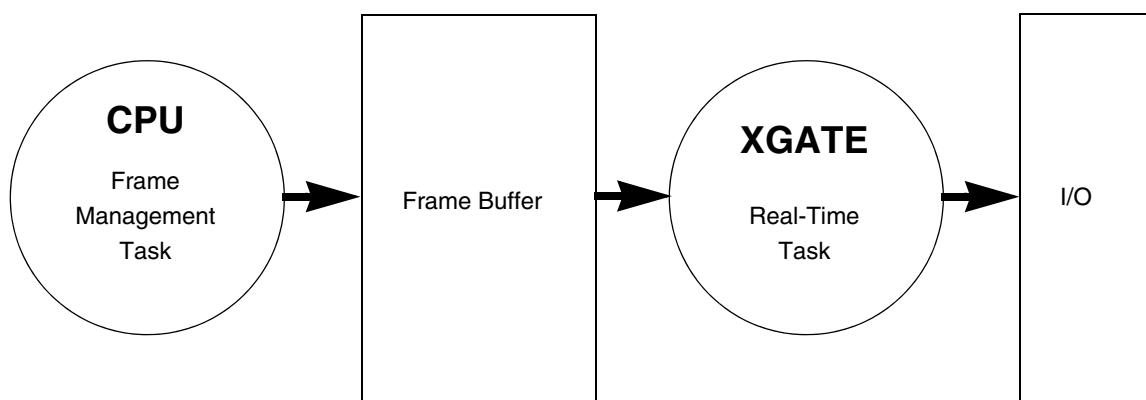 CPU
Frame
Management
Task
Frame Buffer
XGATE
Real-Time
Task
I/O